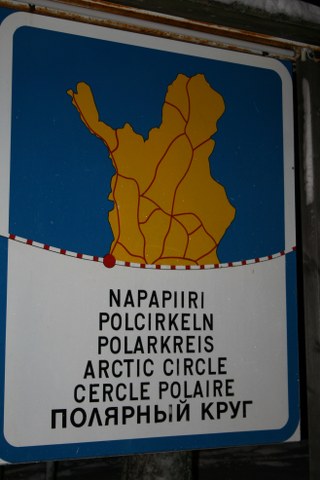 NAPAPIIRI
POLCIRKELN
POLARKREIS
ARCTIC CIRCLE
CERCLE POLAIRE
ПОЛЯРНЫЙ КРУГ